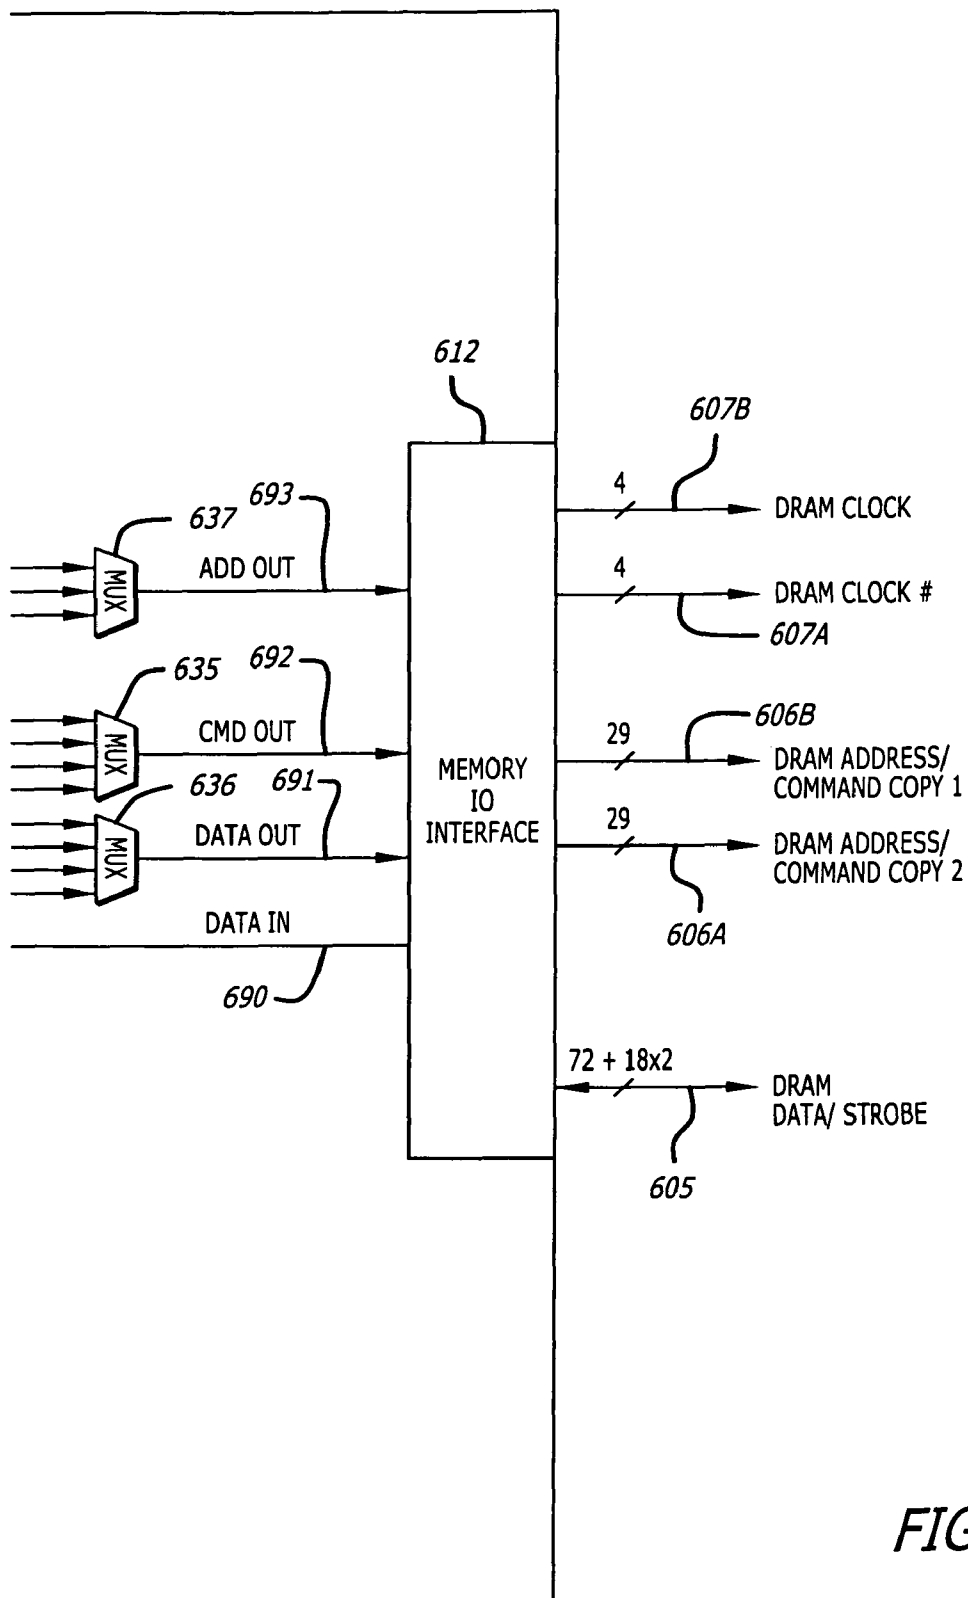 612
607B
4
DRAM CLOCK
693
637
ADD OUT
MUX
4
DRAM CLOCK #
607A
692
635
CMD OUT
MUX
606B
29
DRAM ADDRESS/
COMMAND COPY 1
MEMORY
IO
INTERFACE
691
636
DATA OUT
MUX
29
DRAM ADDRESS/
COMMAND COPY 2
606A
DATA IN
690
72 + 18x2
DRAM
DATA/ STROBE
605
FIG